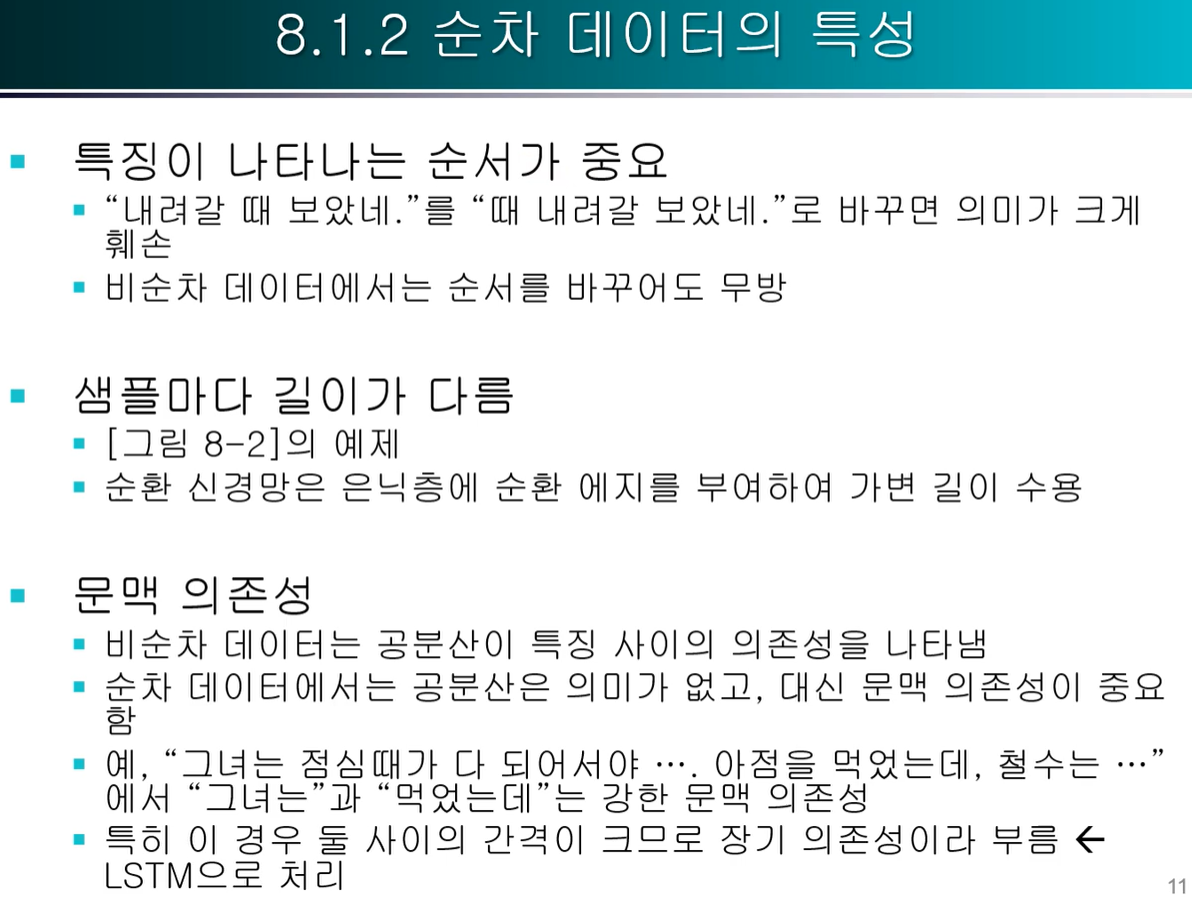 8.1.2 순차 데이터의 특성
▪ 특징이 나타나는 순서가 중요
▪ “내려갈 때 보았네.”를 “때 내려갈 보았네.”로 바꾸면 의미가 크게
훼손
▪ 비순차 데이터에서는 순서를 바꾸어도 무방
▪ 샘플마다 길이가 다름
▪ [그림 8-2]의 예제
▪ 순환 신경망은 은닉층에 순환 에지를 부여하여 가변 길이 수용
▪ 문맥 의존성
▪ 비순차 데이터는 공분산이 특징 사이의 의존성을 나타냄
▪ 순차 데이터에서는 공분산은 의미가 없고, 대신 문맥 의존성이 중요
함
▪ 예, “그녀는 점심때가 다 되어서야 …. 아점을 먹었는데, 철수는 …”
에서 “그녀는”과 “먹었는데”는 강한 문맥 의존성
▪ 특히 이 경우 둘 사이의 간격이 크므로 장기 의존성이라 부름 ←
LSTM으로 처리
11